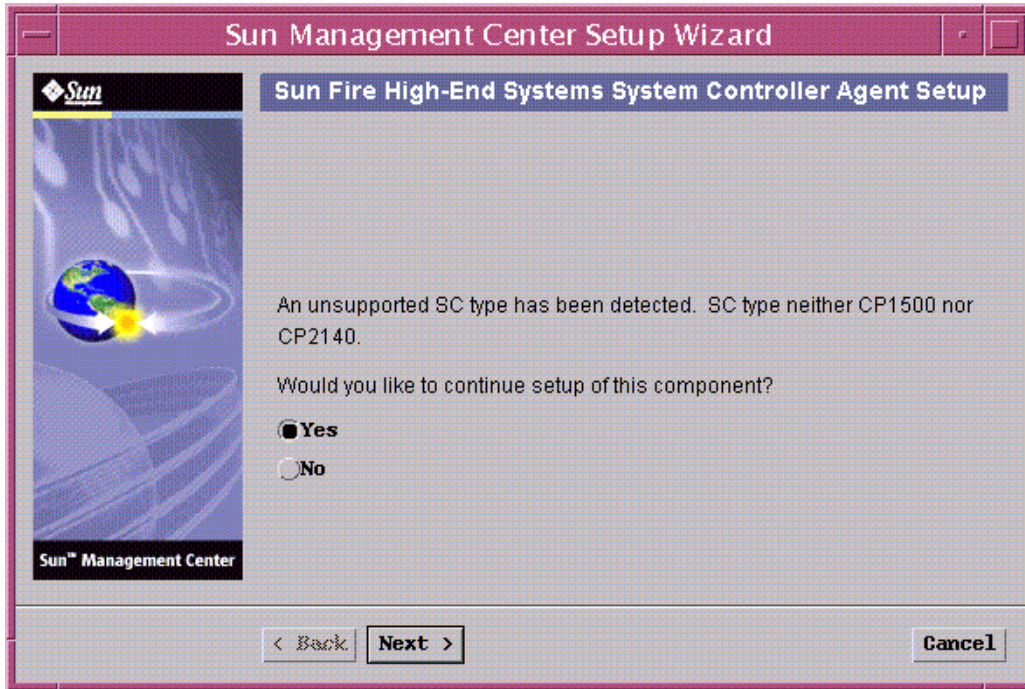 Sun Management Center Setup Wizard
Sun
Sun Fire High-End Systems System Controller Agent Setup
An unsupported SC type has been detected. SC type neither CP1500 nor
CP2140.
Would you like to continue setup of this component?
Yes
No
Sun™ Management Center
< Back
Next >
Cancel